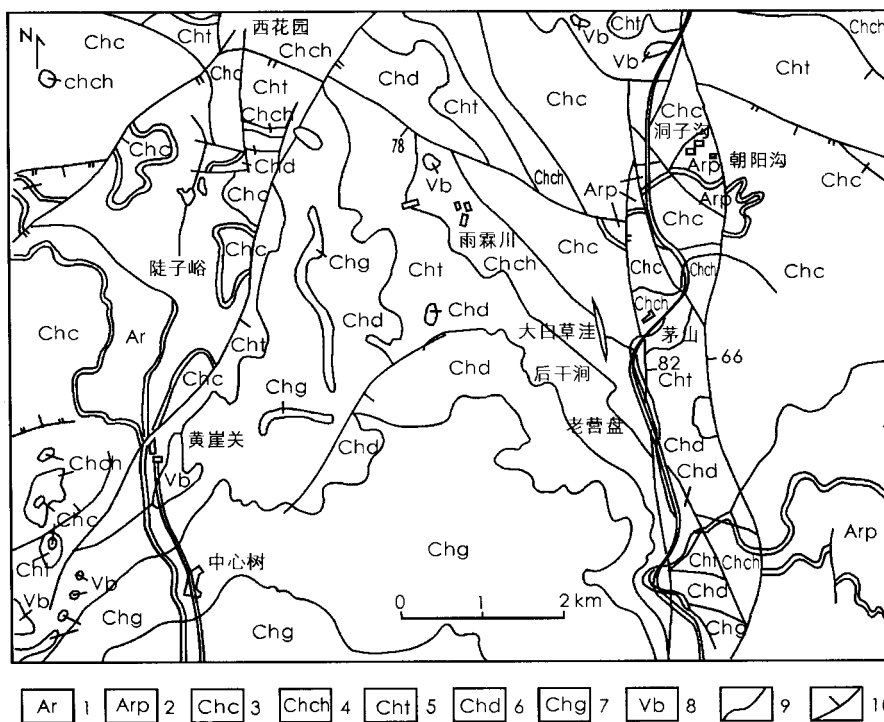 Chc
Cht
西花园
Chch
Chd
Cht
Vb
Chch
N
Chch
Chc
Cht
Chch
Chc
Cht
Chc
洞子沟
Chc
Chd
78
Vb
Chch
Arp
Arp
朝阳沟
Chc
Chc
Arp
雨霖川
Chc
Chc
Chg
Cht
Chch
Chc
Chch
Chc
陡子峪
Chch
Chc
Ar
Chd
Chd
大白草洼
茅山
Cht
Chd
后干涧
82
66
Chc
Chg
Cht
黄崖关
Chd
老营盘
Chch
Vb
Chd
Chd
Chc
Chg
Arp
Cht
中心树
Cht
Chch
Vb
Vb
Chd
0 1 2 km
Chg
Chg
Chg
Ar 1 Arp 2 Chc 3 Chch 4 Cht 5 Chd 6 Chg 7 Vb 8 9 10